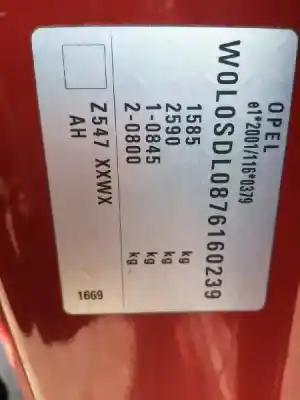 OPEL
e1*2001/116*0379
W0L0SDL0876160239
1585 kg
2590 kg
1-0845 kg
2-0800 kg
Z547 XXWX
AH
1669